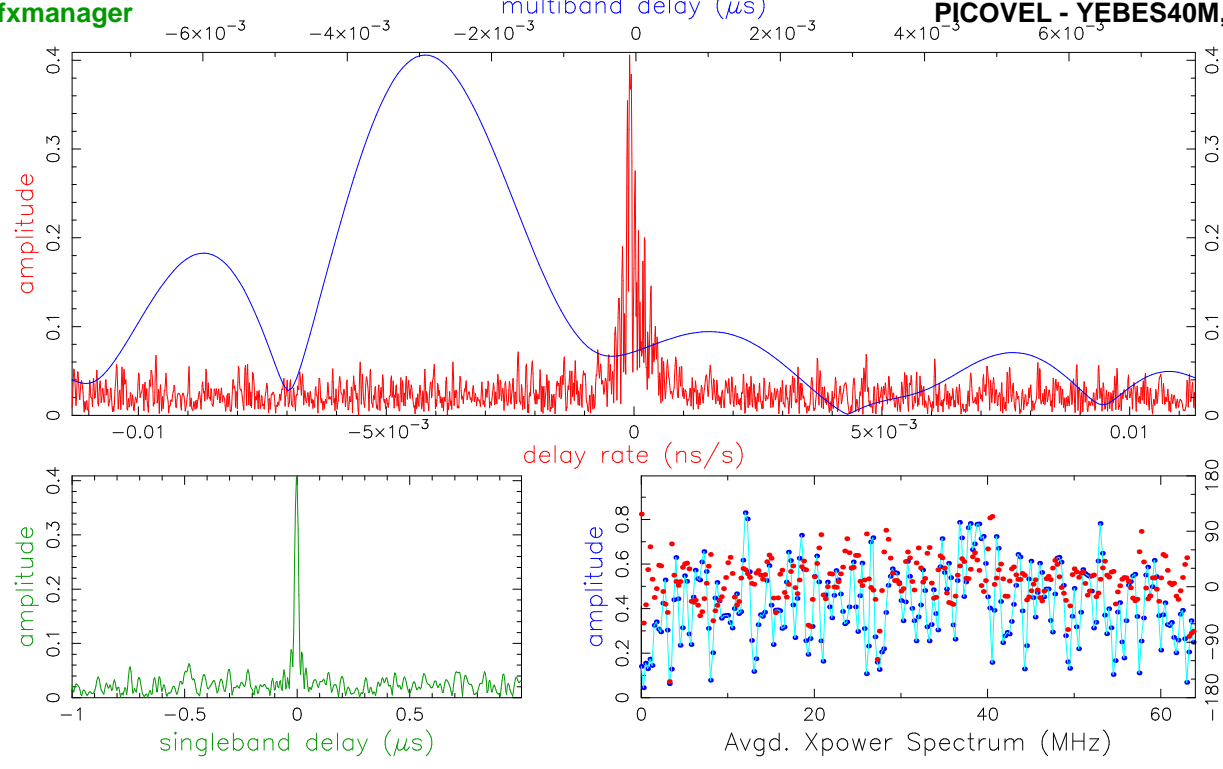 fxmanager
multiband delay (μs)
PICOVEL - YEBES40M,
−6×10⁻³ −4×10⁻³ −2×10⁻³ 0 2×10⁻³ 4×10⁻³ 6×10⁻³
amplitude
0 0.1 0.2 0.3 0.4
0 0.1 0.2 0.3 0.4
−0.01 −5×10⁻³ 0 5×10⁻³ 0.01
delay rate (ns/s)
amplitude
0 0.1 0.2 0.3 0.4
−1 −0.5 0 0.5
singleband delay (μs)
amplitude
0 0.2 0.4 0.6 0.8
−180 −90 0 90 180
0 20 40 60
Avgd. Xpower Spectrum (MHz)